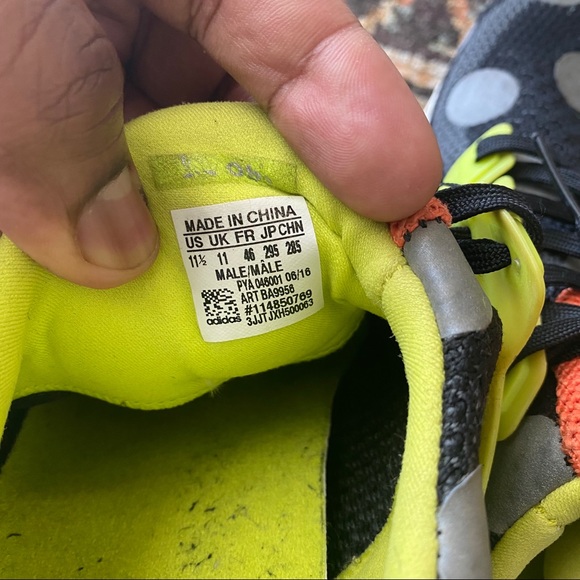 MADE IN CHINA
US UK FR JP CHN
11½ 11 46 295 285
MALE/MÂLE
PYA 046001 06/16
ART BA9956
#114850769
adidas 3JJTJXH500063